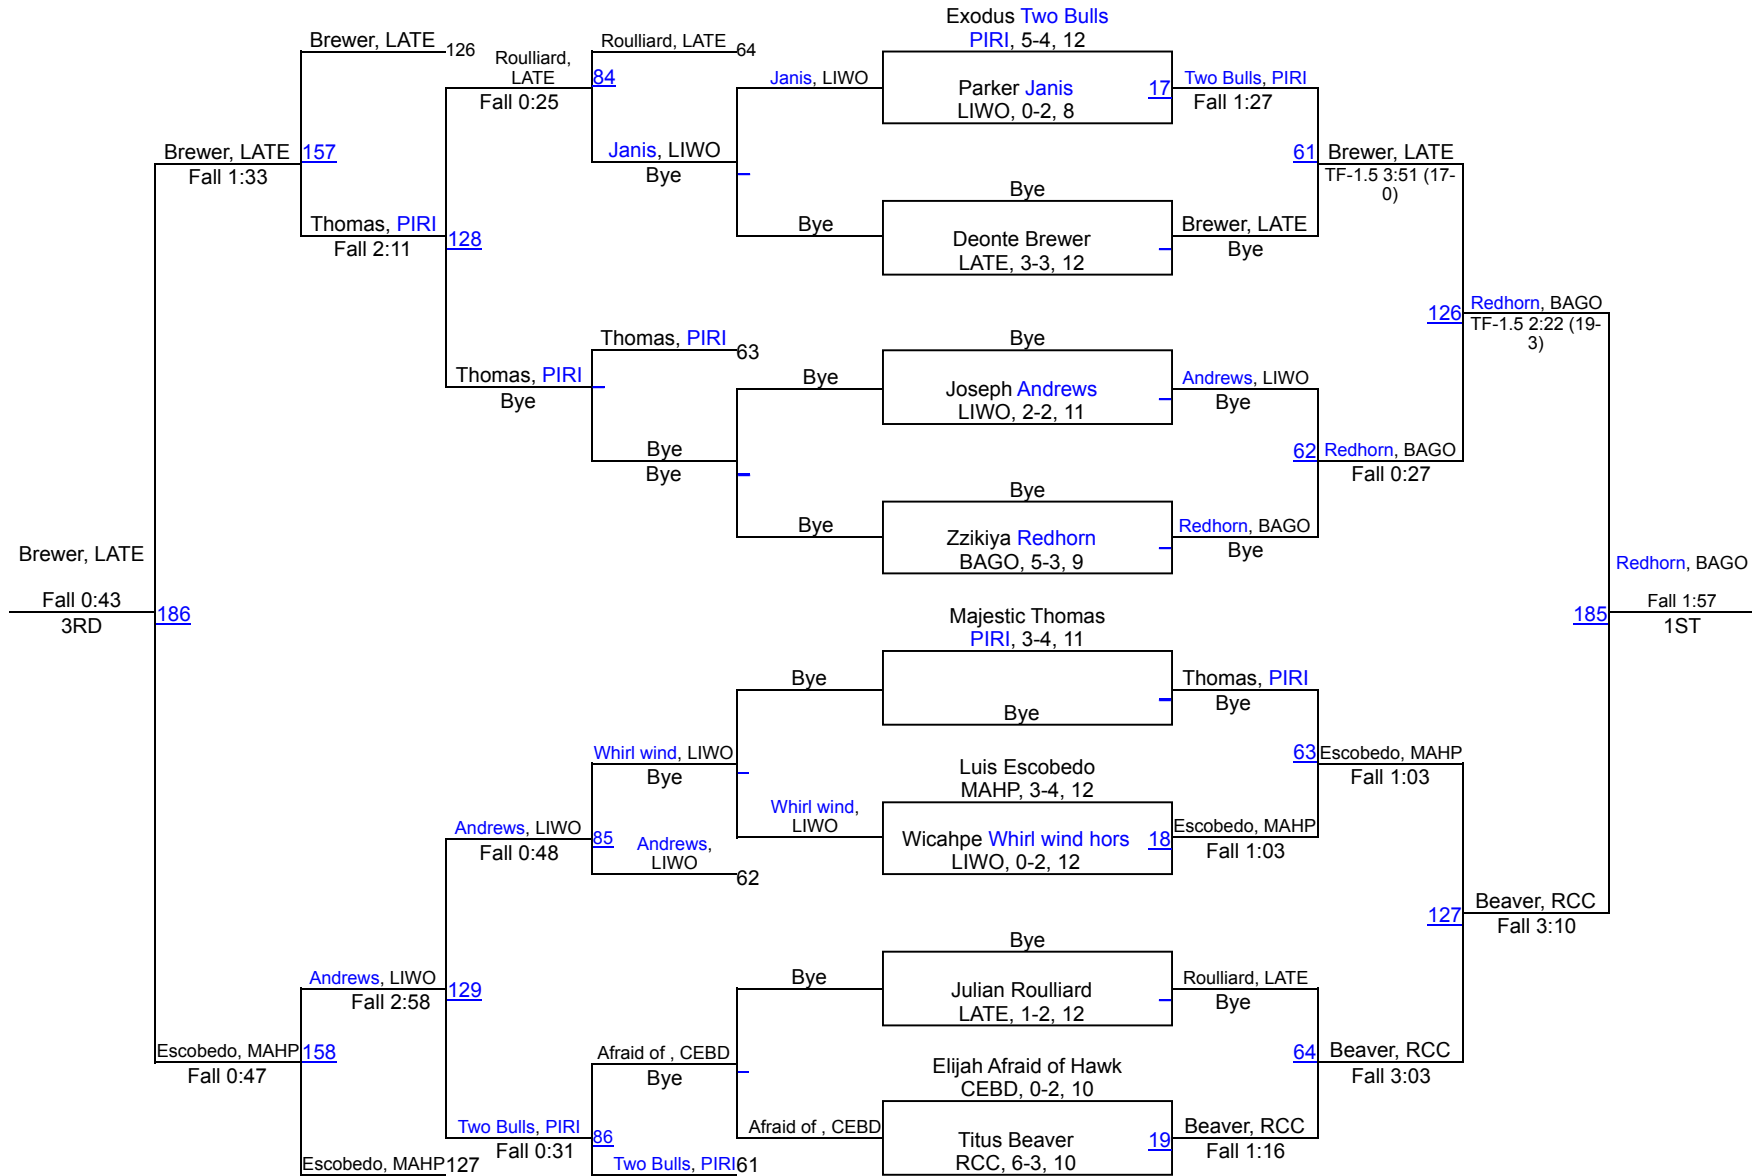 Exodus Two Bulls
PIRI, 5-4, 12
Parker Janis
LIWO, 0-2, 8
17
Bye
Deonte Brewer
LATE, 3-3, 12
Bye
Joseph Andrews
LIWO, 2-2, 11
Bye
Zzikiya Redhorn
BAGO, 5-3, 9
Majestic Thomas
PIRI, 3-4, 11
Bye
Luis Escobedo
MAHP, 3-4, 12
Wicahpe Whirl wind hors
LIWO, 0-2, 12
18
Bye
Julian Roulliard
LATE, 1-2, 12
Elijah Afraid of Hawk
CEBD, 0-2, 10
Titus Beaver
RCC, 6-3, 10
19
Two Bulls, PIRI
Fall 1:27
Brewer, LATE
Bye
Andrews, LIWO
Bye
Redhorn, BAGO
Bye
Thomas, PIRI
Bye
Escobedo, MAHP
Fall 1:03
Roulliard, LATE
Bye
Beaver, RCC
Fall 1:16
61
Brewer, LATE
TF-1.5 3:51 (17-
0)
62
Redhorn, BAGO
Fall 0:27
63
Escobedo, MAHP
Fall 1:03
64
Beaver, RCC
Fall 3:03
126
Redhorn, BAGO
TF-1.5 2:22 (19-
3)
127
Beaver, RCC
Fall 3:10
185
Redhorn, BAGO
Fall 1:57
1ST
Janis, LIWO
Bye
Bye
Bye
Bye
Whirl wind,
LIWO
Bye
Afraid of , CEBD
Roulliard, LATE
64
Janis, LIWO
Bye
Thomas, PIRI
63
Bye
Bye
Whirl wind, LIWO
Bye
Andrews,
LIWO
62
Afraid of , CEBD
Bye
Two Bulls, PIRI
61
84
Roulliard,
LATE
Fall 0:25
Thomas, PIRI
Bye
85
Andrews, LIWO
Fall 0:48
86
Two Bulls, PIRI
Fall 0:31
Brewer, LATE
126
128
Thomas, PIRI
Fall 2:11
129
Andrews, LIWO
Fall 2:58
Escobedo, MAHP
127
157
Brewer, LATE
Fall 1:33
158
Escobedo, MAHP
Fall 0:47
186
Brewer, LATE
Fall 0:43
3RD